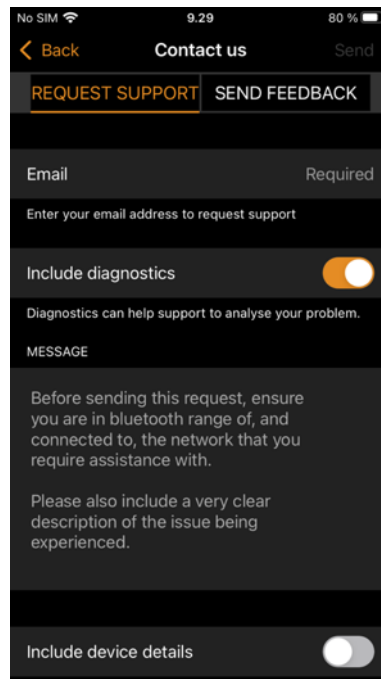 No SIM 9.29 80 %
Back Contact us Send
REQUEST SUPPORT SEND FEEDBACK
Email Required
Enter your email address to request support
Include diagnostics
Diagnostics can help support to analyse your problem.
MESSAGE
Before sending this request, ensure
you are in bluetooth range of, and
connected to, the network that you
require assistance with.
Please also include a very clear
description of the issue being
experienced.
Include device details